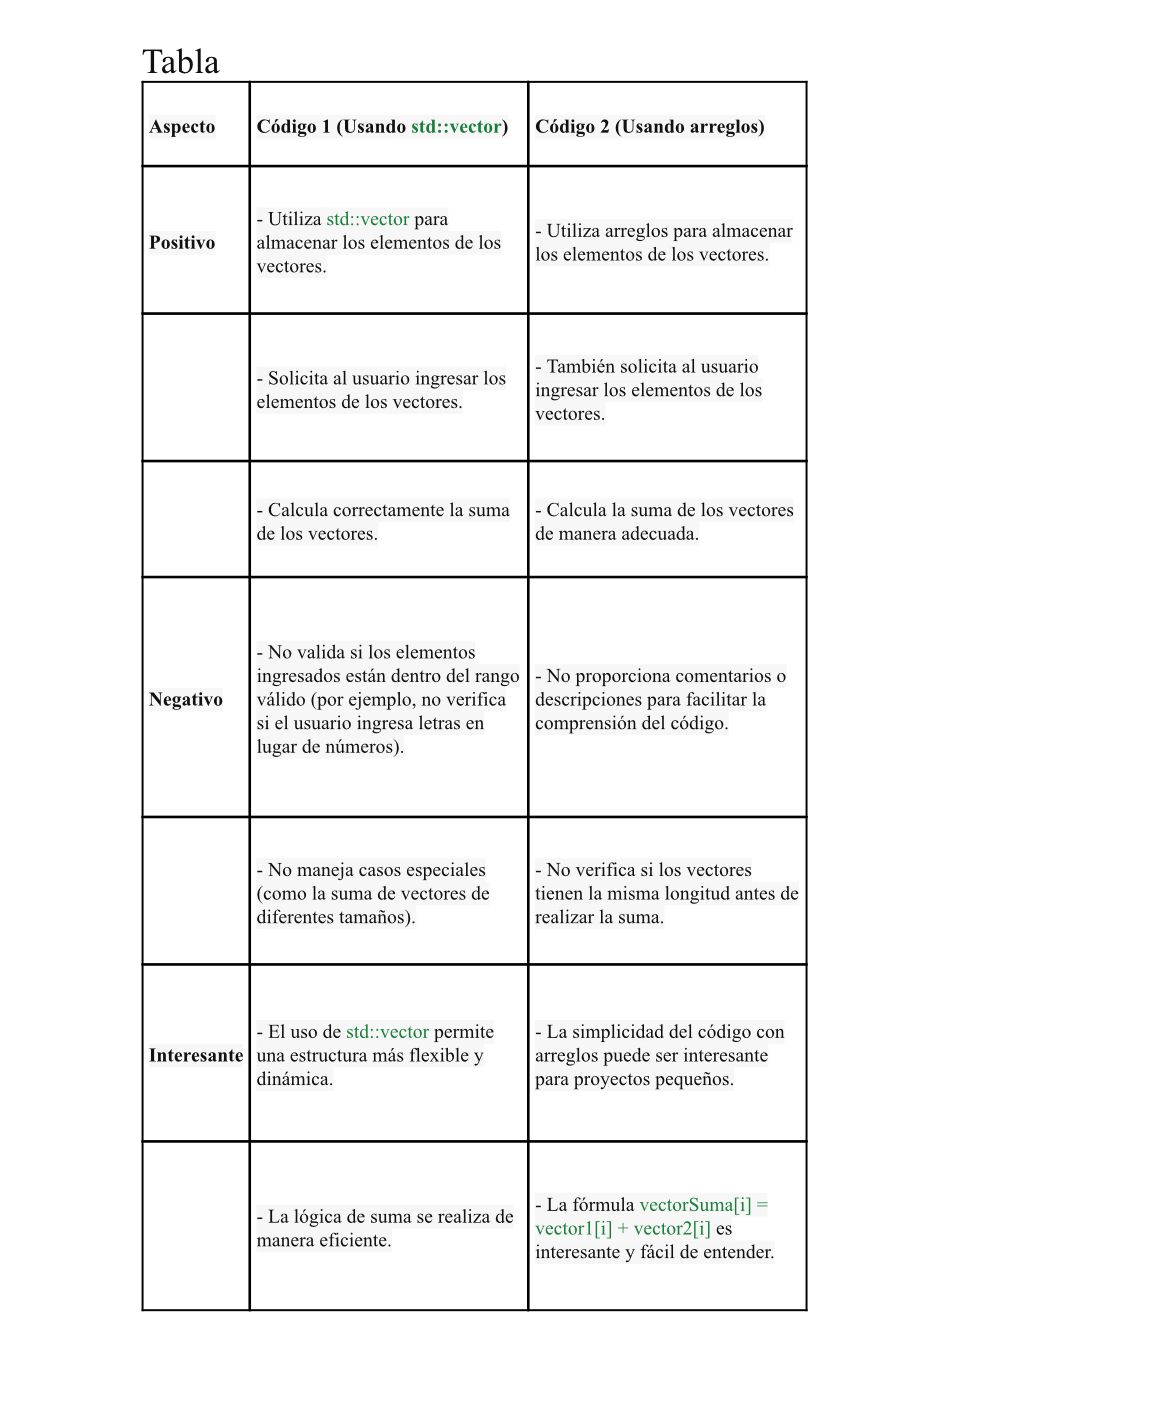 Tabla
Aspecto
Código 1 (Usando std::vector)
Código 2 (Usando arreglos)
Positivo
- Utiliza std::vector para
almacenar los elementos de los
vectores.
- Utiliza arreglos para almacenar
los elementos de los vectores.
- Solicita al usuario ingresar los
elementos de los vectores.
- También solicita al usuario
ingresar los elementos de los
vectores.
- Calcula correctamente la suma
de los vectores.
- Calcula la suma de los vectores
de manera adecuada.
Negativo
- No valida si los elementos
ingresados están dentro del rango
válido (por ejemplo, no verifica
si el usuario ingresa letras en
lugar de números).
- No proporciona comentarios o
descripciones para facilitar la
comprensión del código.
- No maneja casos especiales
(como la suma de vectores de
diferentes tamaños).
- No verifica si los vectores
tienen la misma longitud antes de
realizar la suma.
Interesante
- El uso de std::vector permite
una estructura más flexible y
dinámica.
- La simplicidad del código con
arreglos puede ser interesante
para proyectos pequeños.
- La lógica de suma se realiza de
manera eficiente.
- La fórmula vectorSuma[i] =
vector1[i] + vector2[i] es
interesante y fácil de entender.